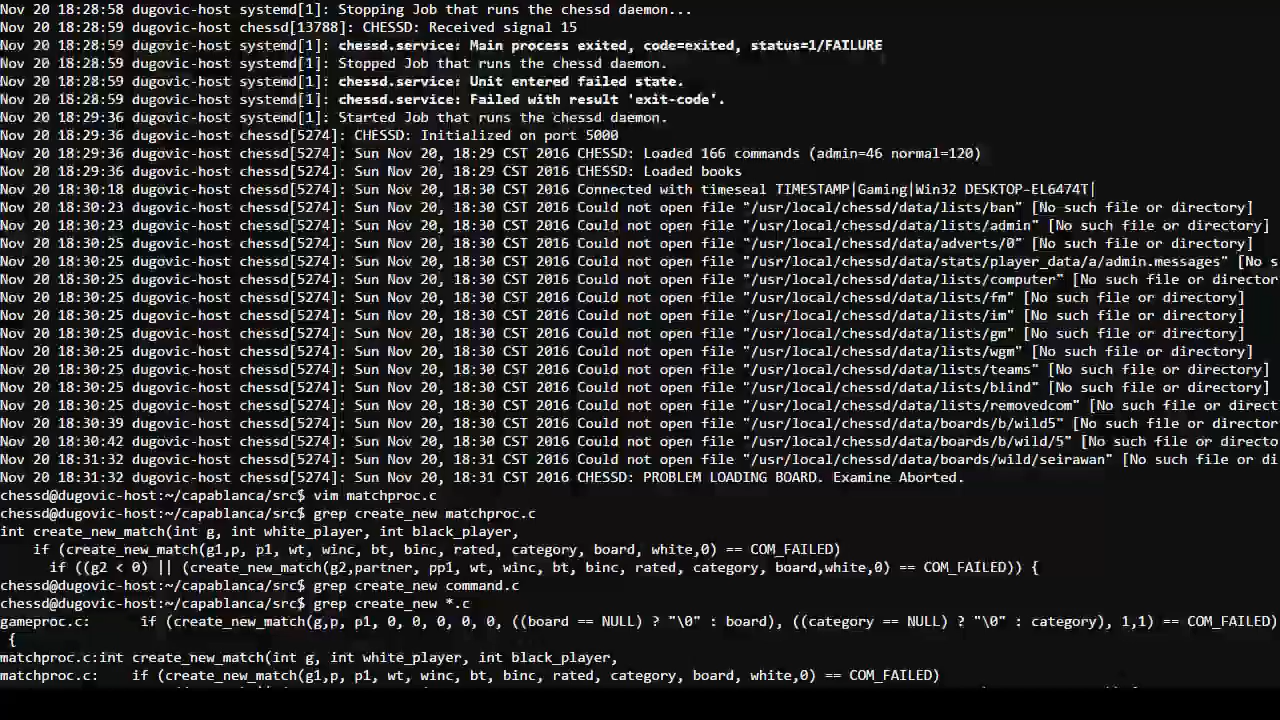 Nov 20 18:28:58 dugovic-host systemd[1]: Stopping Job that runs the chessd daemon...
Nov 20 18:28:59 dugovic-host chessd[13788]: CHESSD: Received signal 15
Nov 20 18:28:59 dugovic-host systemd[1]: chessd.service: Main process exited, code=exited, status=1/FAILURE
Nov 20 18:28:59 dugovic-host systemd[1]: Stopped Job that runs the chessd daemon.
Nov 20 18:28:59 dugovic-host systemd[1]: chessd.service: Unit entered failed state.
Nov 20 18:28:59 dugovic-host systemd[1]: chessd.service: Failed with result 'exit-code'.
Nov 20 18:29:36 dugovic-host systemd[1]: Started Job that runs the chessd daemon.
Nov 20 18:29:36 dugovic-host chessd[5274]: CHESSD: Initialized on port 5000
Nov 20 18:29:36 dugovic-host chessd[5274]: Sun Nov 20, 18:29 CST 2016 CHESSD: Loaded 166 commands (admin=46 normal=120)
Nov 20 18:29:36 dugovic-host chessd[5274]: Sun Nov 20, 18:29 CST 2016 CHESSD: Loaded books
Nov 20 18:30:18 dugovic-host chessd[5274]: Sun Nov 20, 18:30 CST 2016 Connected with timeseal TIMESTAMP|Gaming|Win32 DESKTOP-EL6474T|
Nov 20 18:30:23 dugovic-host chessd[5274]: Sun Nov 20, 18:30 CST 2016 Could not open file "/usr/local/chessd/data/lists/ban" [No such file or directory]
Nov 20 18:30:23 dugovic-host chessd[5274]: Sun Nov 20, 18:30 CST 2016 Could not open file "/usr/local/chessd/data/lists/admin" [No such file or directory]
Nov 20 18:30:25 dugovic-host chessd[5274]: Sun Nov 20, 18:30 CST 2016 Could not open file "/usr/local/chessd/data/adverts/0" [No such file or directory]
Nov 20 18:30:25 dugovic-host chessd[5274]: Sun Nov 20, 18:30 CST 2016 Could not open file "/usr/local/chessd/data/stats/player_data/a/admin.messages" [No s
Nov 20 18:30:25 dugovic-host chessd[5274]: Sun Nov 20, 18:30 CST 2016 Could not open file "/usr/local/chessd/data/lists/computer" [No such file or director
Nov 20 18:30:25 dugovic-host chessd[5274]: Sun Nov 20, 18:30 CST 2016 Could not open file "/usr/local/chessd/data/lists/fm" [No such file or directory]
Nov 20 18:30:25 dugovic-host chessd[5274]: Sun Nov 20, 18:30 CST 2016 Could not open file "/usr/local/chessd/data/lists/im" [No such file or directory]
Nov 20 18:30:25 dugovic-host chessd[5274]: Sun Nov 20, 18:30 CST 2016 Could not open file "/usr/local/chessd/data/lists/gm" [No such file or directory]
Nov 20 18:30:25 dugovic-host chessd[5274]: Sun Nov 20, 18:30 CST 2016 Could not open file "/usr/local/chessd/data/lists/wgm" [No such file or directory]
Nov 20 18:30:25 dugovic-host chessd[5274]: Sun Nov 20, 18:30 CST 2016 Could not open file "/usr/local/chessd/data/lists/teams" [No such file or directory]
Nov 20 18:30:25 dugovic-host chessd[5274]: Sun Nov 20, 18:30 CST 2016 Could not open file "/usr/local/chessd/data/lists/blind" [No such file or directory]
Nov 20 18:30:25 dugovic-host chessd[5274]: Sun Nov 20, 18:30 CST 2016 Could not open file "/usr/local/chessd/data/lists/removedcom" [No such file or direct
Nov 20 18:30:39 dugovic-host chessd[5274]: Sun Nov 20, 18:30 CST 2016 Could not open file "/usr/local/chessd/data/boards/b/wild5" [No such file or director
Nov 20 18:30:42 dugovic-host chessd[5274]: Sun Nov 20, 18:30 CST 2016 Could not open file "/usr/local/chessd/data/boards/b/wild/5" [No such file or directo
Nov 20 18:31:32 dugovic-host chessd[5274]: Sun Nov 20, 18:31 CST 2016 Could not open file "/usr/local/chessd/data/boards/wild/seirawan" [No such file or di
Nov 20 18:31:32 dugovic-host chessd[5274]: Sun Nov 20, 18:31 CST 2016 CHESSD: PROBLEM LOADING BOARD. Examine Aborted.
chessd@dugovic-host:~/capablanca/src$ vim matchproc.c
chessd@dugovic-host:~/capablanca/src$ grep create_new matchproc.c
int create_new_match(int g, int white_player, int black_player,
    if (create_new_match(g1,p, p1, wt, winc, bt, binc, rated, category, board, white,0) == COM_FAILED)
      if ((g2 < 0) || (create_new_match(g2,partner, pp1, wt, winc, bt, binc, rated, category, board,white,0) == COM_FAILED)) {
chessd@dugovic-host:~/capablanca/src$ grep create_new command.c
chessd@dugovic-host:~/capablanca/src$ grep create_new *.c
gameproc.c:      if (create_new_match(g,p, p1, 0, 0, 0, 0, 0, ((board == NULL) ? "\0" : board), ((category == NULL) ? "\0" : category), 1,1) == COM_FAILED)
 {
matchproc.c:int create_new_match(int g, int white_player, int black_player,
matchproc.c:    if (create_new_match(g1,p, p1, wt, winc, bt, binc, rated, category, board, white,0) == COM_FAILED)